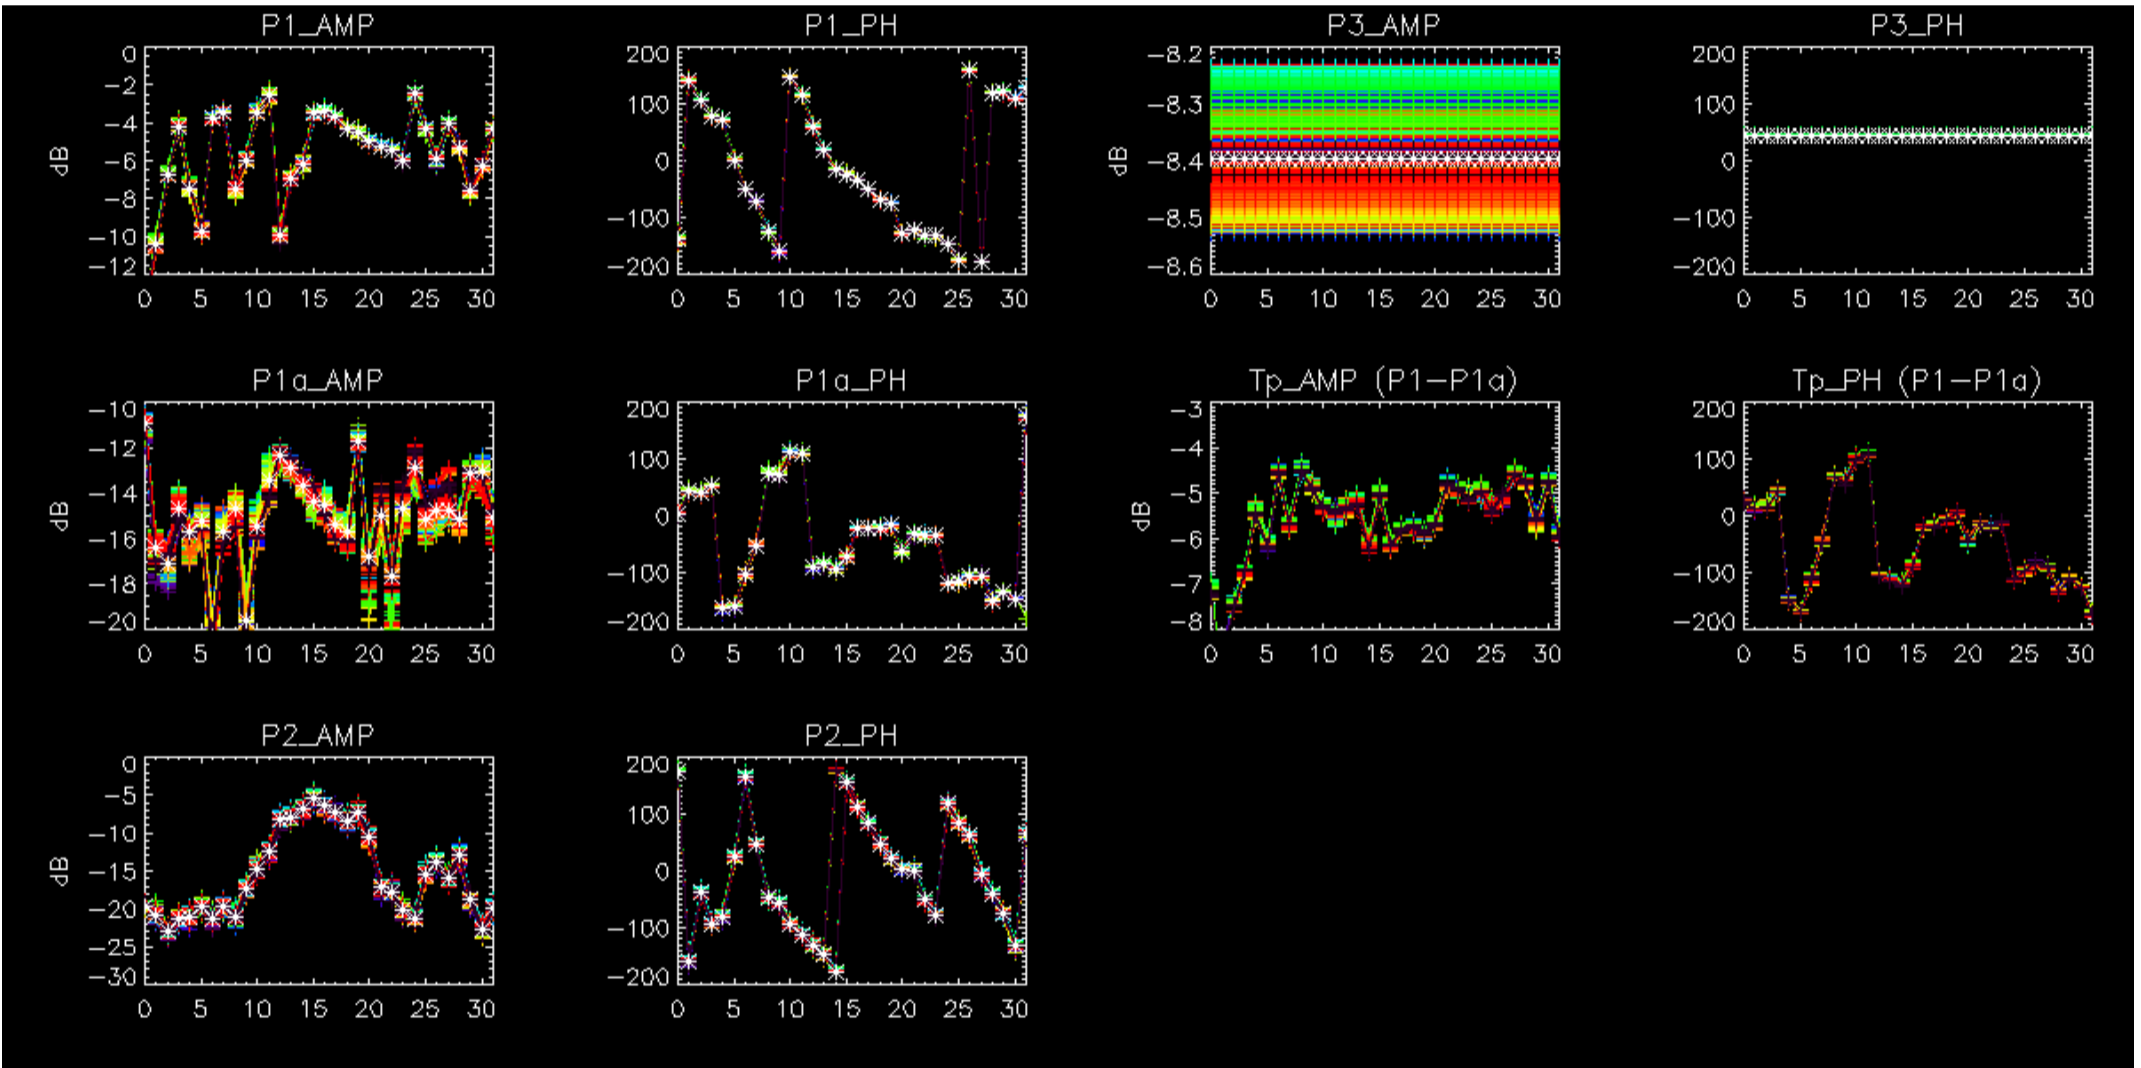 P1_AMP
P1_PH
P3_AMP
P3_PH
0
-2
-4
-6
-8
-10
-12
dB
0 5 10 15 20 25 30
200
100
0
-100
-200
0 5 10 15 20 25 30
-8.2
-8.3
-8.4
-8.5
-8.6
dB
0 5 10 15 20 25 30
200
100
0
-100
-200
0 5 10 15 20 25 30
P1a_AMP
P1a_PH
Tp_AMP (P1-P1a)
Tp_PH (P1-P1a)
-10
-12
-14
-16
-18
-20
dB
0 5 10 15 20 25 30
200
100
0
-100
-200
0 5 10 15 20 25 30
-3
-4
-5
-6
-7
-8
dB
0 5 10 15 20 25 30
200
100
0
-100
-200
0 5 10 15 20 25 30
P2_AMP
P2_PH
0
-5
-10
-15
-20
-25
-30
dB
0 5 10 15 20 25 30
200
100
0
-100
-200
0 5 10 15 20 25 30